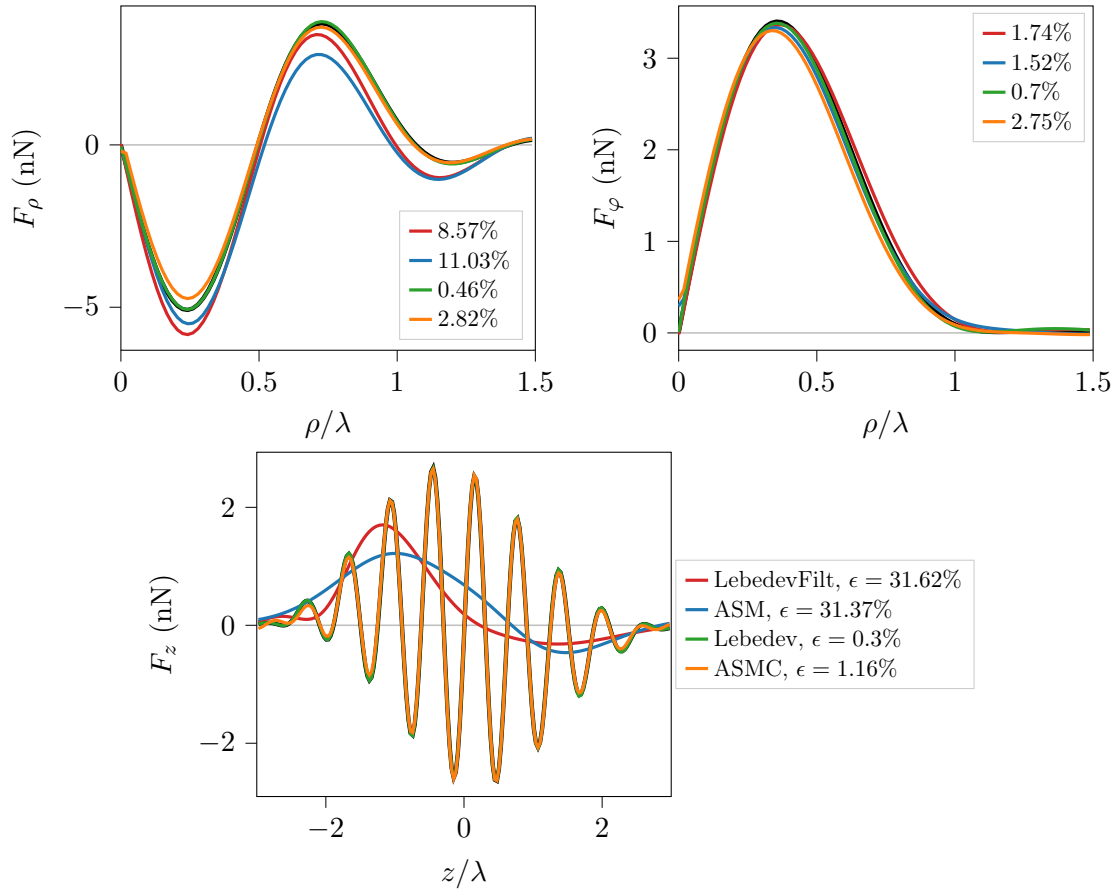 F_ρ (nN)
0
−5
8.57%
11.03%
0.46%
2.82%
0
0.5
1
1.5
ρ/λ
F_φ (nN)
3
2
1
0
1.74%
1.52%
0.7%
2.75%
0
0.5
1
1.5
ρ/λ
F_z (nN)
2
0
−2
−2
0
2
z/λ
LebedevFilt, ϵ = 31.62%
ASM, ϵ = 31.37%
Lebedev, ϵ = 0.3%
ASMC, ϵ = 1.16%